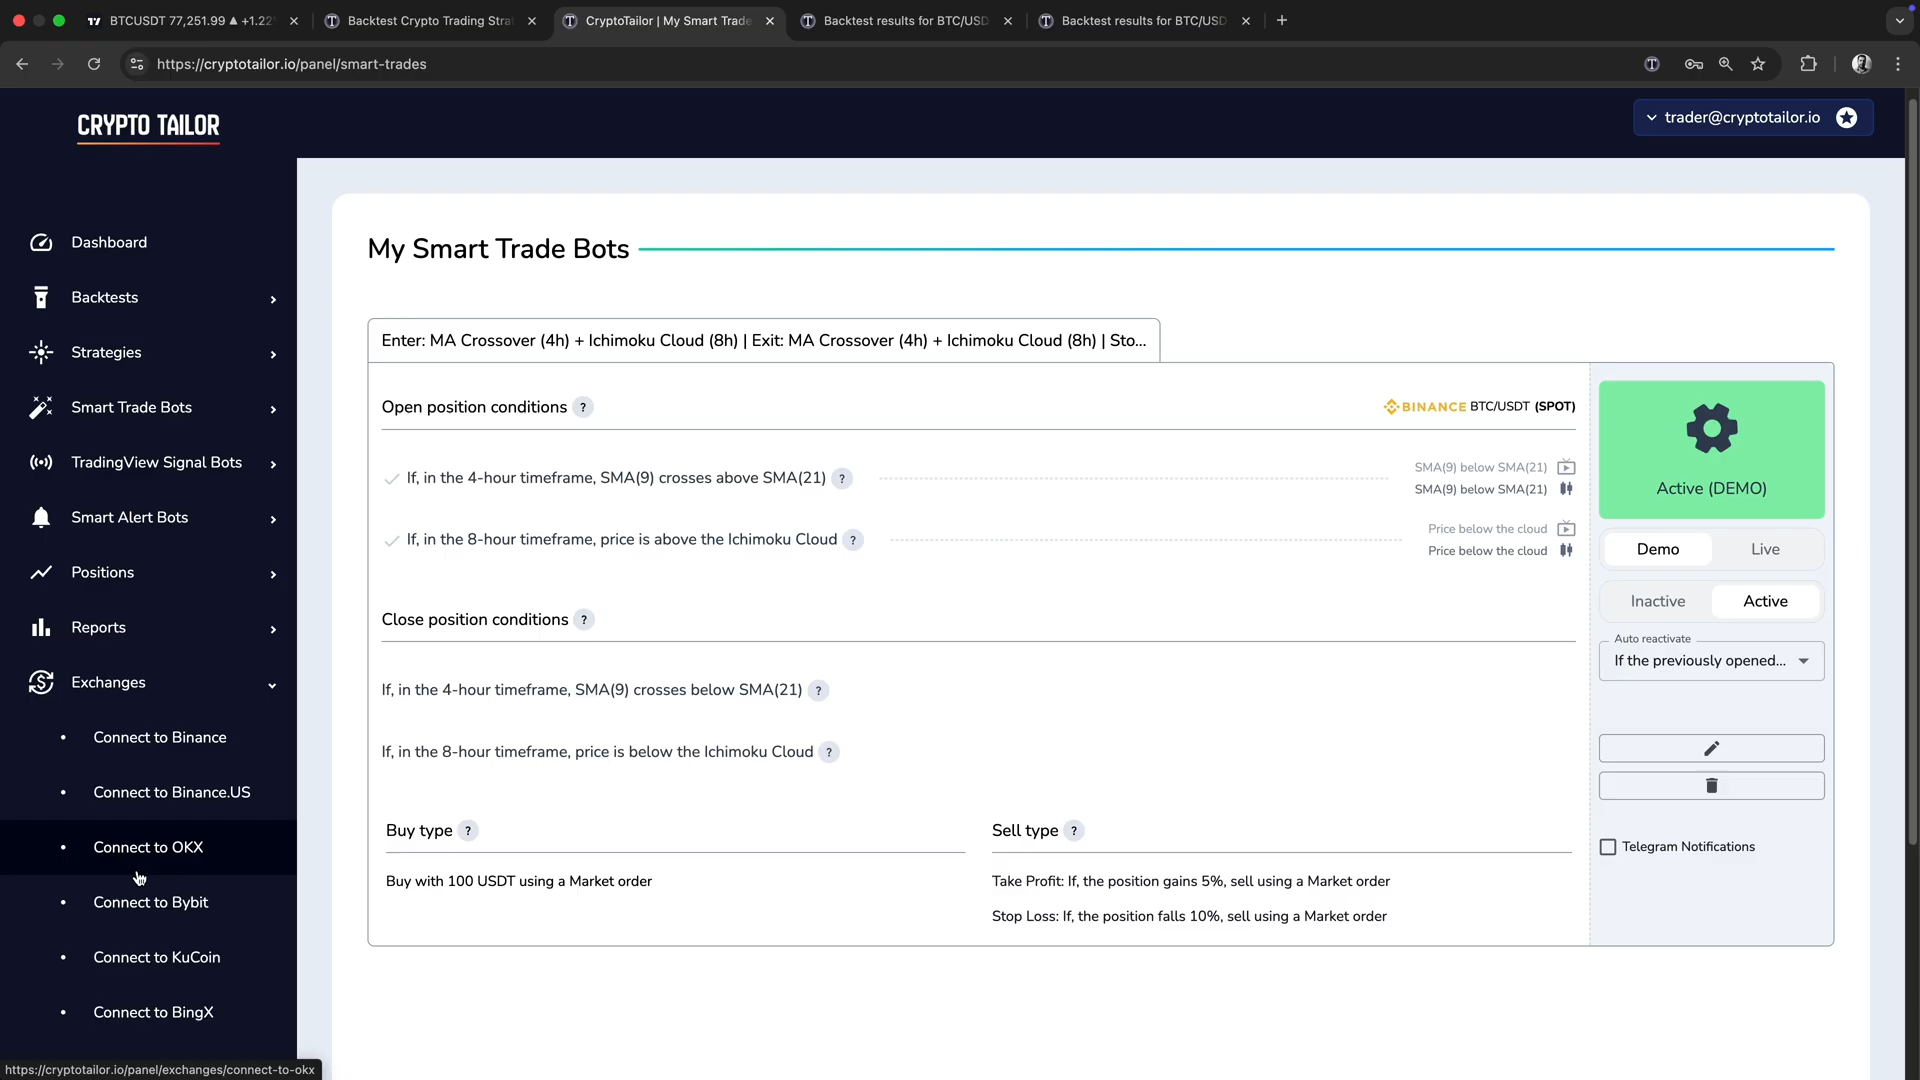 BTCUSDT 77,251.99 ▲ +1.22
Backtest Crypto Trading Stra
CryptoTailor | My Smart Trade
Backtest results for BTC/USD
Backtest results for BTC/USD
https://cryptotailor.io/panel/smart-trades
CRYPTO TAILOR
trader@cryptotailor.io
Dashboard
Backtests
Strategies
Smart Trade Bots
TradingView Signal Bots
Smart Alert Bots
Positions
Reports
Exchanges
• Connect to Binance
• Connect to Binance.US
• Connect to OKX
• Connect to Bybit
• Connect to KuCoin
• Connect to BingX
https://cryptotailor.io/panel/exchanges/connect-to-okx
My Smart Trade Bots
Enter: MA Crossover (4h) + Ichimoku Cloud (8h) | Exit: MA Crossover (4h) + Ichimoku Cloud (8h) | Sto...
Open position conditions ?
BINANCE BTC/USDT (SPOT)
If, in the 4-hour timeframe, SMA(9) crosses above SMA(21) ?
SMA(9) below SMA(21)
SMA(9) below SMA(21)
If, in the 8-hour timeframe, price is above the Ichimoku Cloud ?
Price below the cloud
Price below the cloud
Close position conditions ?
If, in the 4-hour timeframe, SMA(9) crosses below SMA(21) ?
If, in the 8-hour timeframe, price is below the Ichimoku Cloud ?
Buy type ?
Buy with 100 USDT using a Market order
Sell type ?
Take Profit: If, the position gains 5%, sell using a Market order
Stop Loss: If, the position falls 10%, sell using a Market order
Active (DEMO)
Demo Live
Inactive Active
Auto reactivate
If the previously opened...
Telegram Notifications